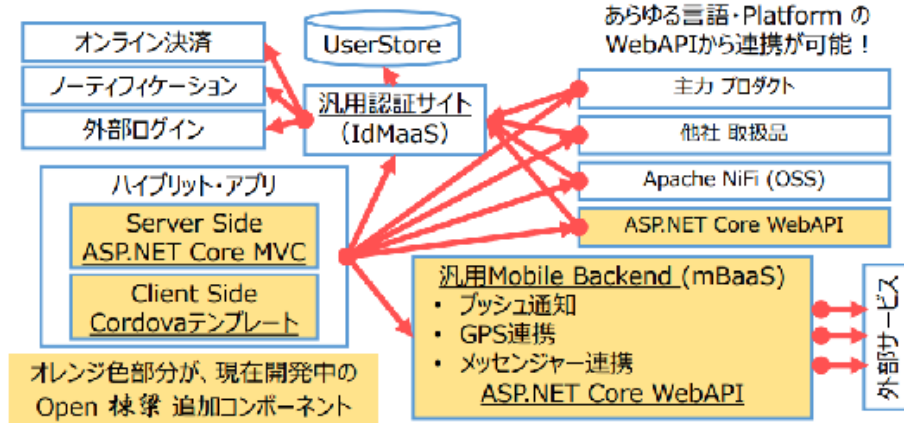 オンライン決済
ノーティフィケーション
外部ログイン
UserStore
汎用認証サイト
(IdMaaS)
あらゆる言語・Platform の
WebAPIから連携が可能！
主力 プロダクト
他社 取扱品
Apache NiFi (OSS)
ASP.NET Core WebAPI
ハイブリット・アプリ
Server Side
ASP.NET Core MVC
Client Side
Cordovaテンプレート
オレンジ色部分が、現在開発中の
Open 棟梁 追加コンポーネント
汎用Mobile Backend (mBaaS)
• プッシュ通知
• GPS連携
• メッセンジャー連携
ASP.NET Core WebAPI
外部サービス